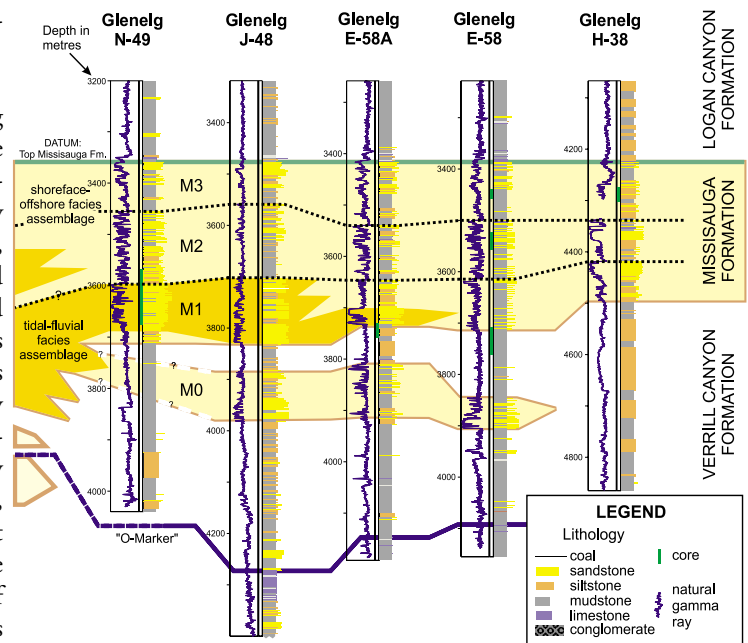 Glenelg N-49
Glenelg J-48
Glenelg E-58A
Glenelg E-58
Glenelg H-38
Depth in metres
3200
3400
3600
3800
4000
3400
3600
3800
4000
4200
3400
3600
3800
4000
3400
3600
3800
4000
4200
4400
4600
4800
DATUM:
Top Missisauga Fm.
shoreface-
offshore facies
assemblage
tidal-fluvial
facies
assemblage
M3
M2
M1
M0
?
?
?
?
?
"O-Marker"
LOGAN CANYON
FORMATION
MISSISAUGA
FORMATION
VERRILL CANYON
FORMATION
LEGEND
Lithology
coal
sandstone
siltstone
mudstone
limestone
conglomerate
core
natural
gamma
ray